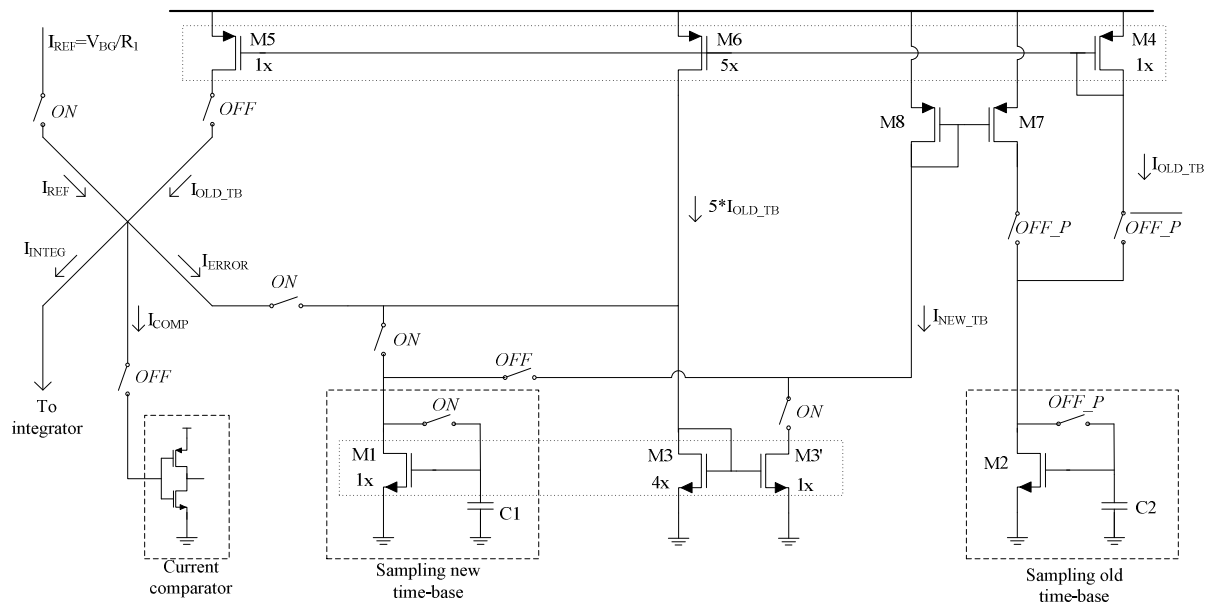 I_REF=V_BG/R_1
M5
1x
M6
5x
M4
1x
ON
OFF
M8
M7
I_REF
I_OLD_TB
I_OLD_TB
5*I_OLD_TB
OFF_P
OFF_P
I_INTEG
I_ERROR
ON
I_COMP
I_NEW_TB
ON
OFF
OFF
ON
ON
OFF_P
To
integrator
M1
1x
C1
M3
4x
M3'
1x
M2
C2
Current
comparator
Sampling new
time-base
Sampling old
time-base